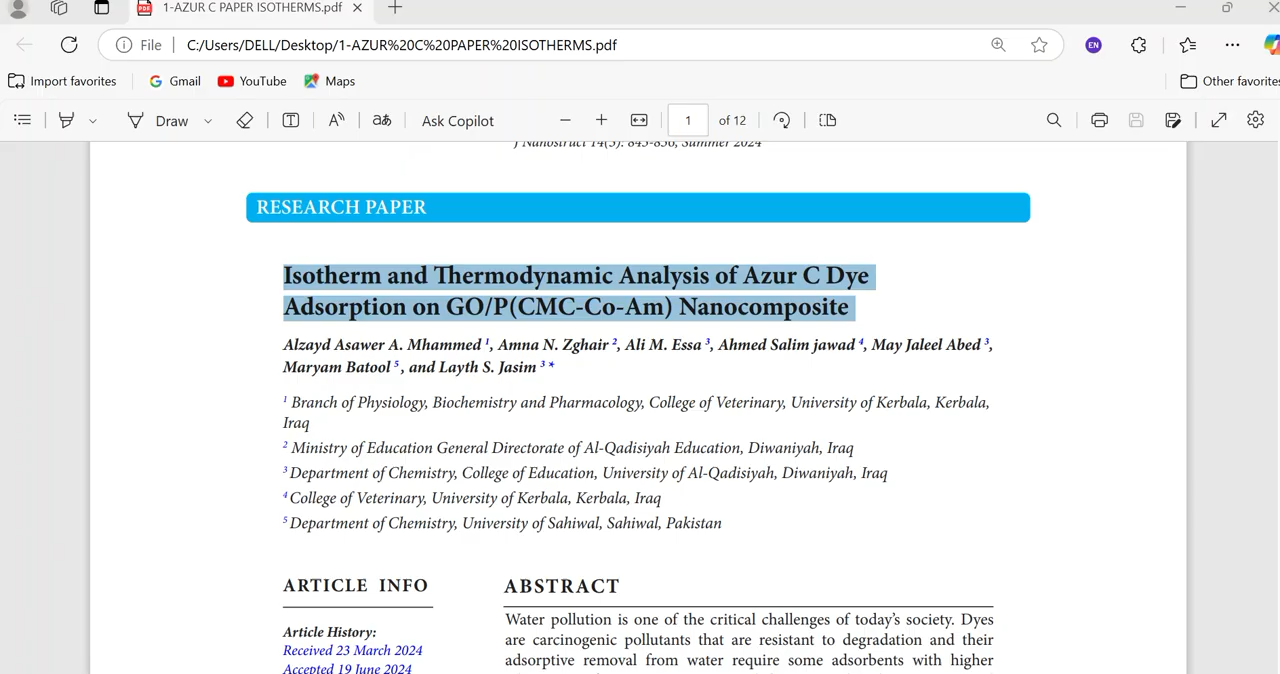 1-AZUR C PAPER ISOTHERMS.pdf
File
C:/Users/DELL/Desktop/1-AZUR%20C%20PAPER%20ISOTHERMS.pdf
EN
Import favorites
Gmail
YouTube
Maps
Other favorites
Draw
Ask Copilot
1
of 12
J Nanostruct 14(3): 845-856, Summer 2024
RESEARCH PAPER
Isotherm and Thermodynamic Analysis of Azur C Dye
Adsorption on GO/P(CMC-Co-Am) Nanocomposite
Alzayd Asawer A. Mhammed 1, Amna N. Zghair 2, Ali M. Essa 3, Ahmed Salim jawad 4, May Jaleel Abed 3,
Maryam Batool 5, and Layth S. Jasim 3 *
1 Branch of Physiology, Biochemistry and Pharmacology, College of Veterinary, University of Kerbala, Kerbala,
Iraq
2 Ministry of Education General Directorate of Al-Qadisiyah Education, Diwaniyah, Iraq
3 Department of Chemistry, College of Education, University of Al-Qadisiyah, Diwaniyah, Iraq
4 College of Veterinary, University of Kerbala, Kerbala, Iraq
5 Department of Chemistry, University of Sahiwal, Sahiwal, Pakistan
ARTICLE INFO
Article History:
Received 23 March 2024
Accepted 19 June 2024
ABSTRACT
Water pollution is one of the critical challenges of today's society. Dyes
are carcinogenic pollutants that are resistant to degradation and their
adsorptive removal from water require some adsorbents with higher